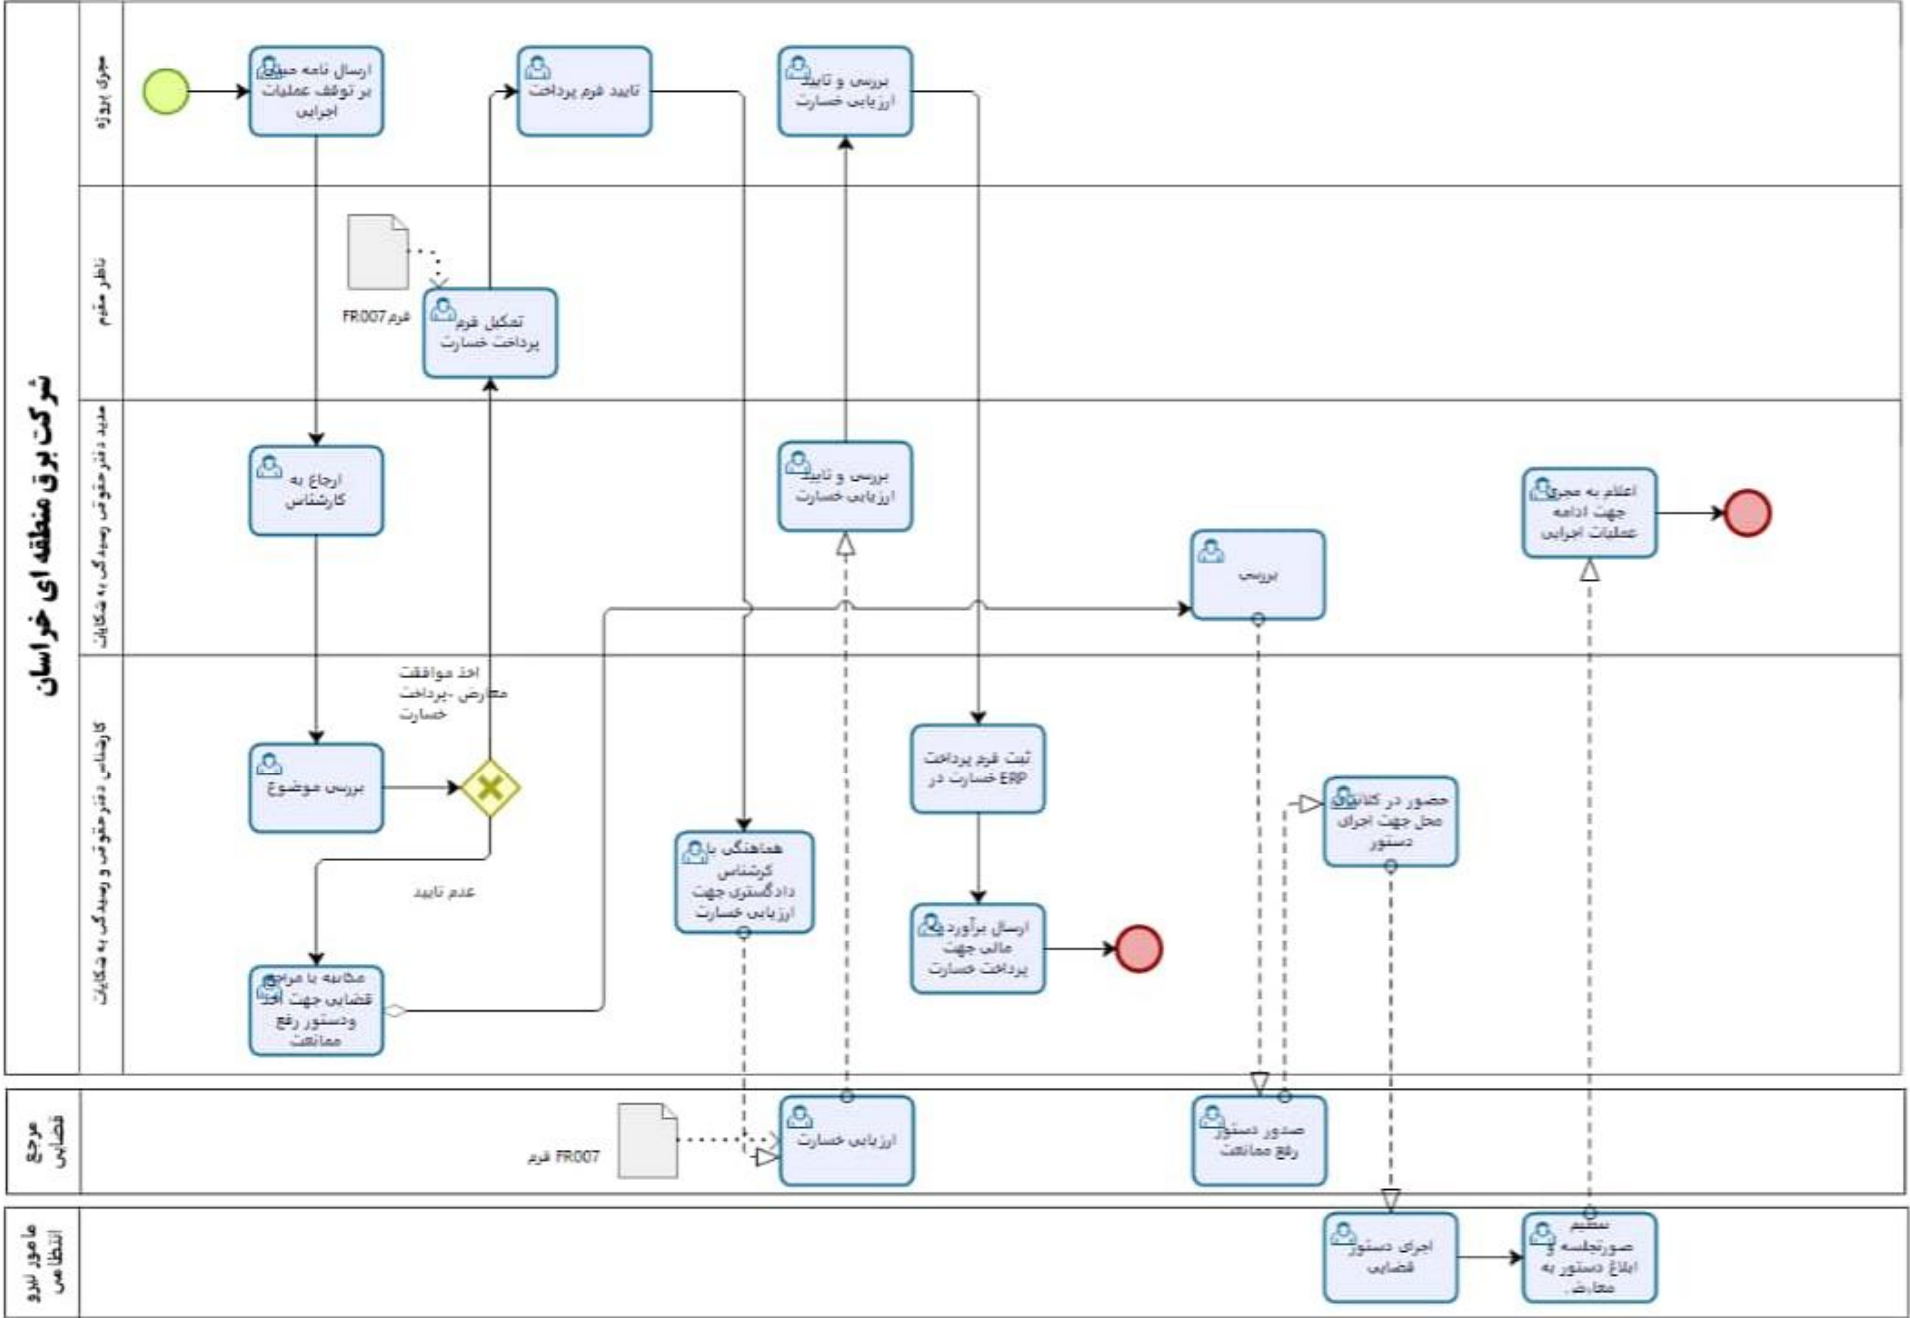 شرکت برق منطقه ای خراسان
مجری پروژه
ارسال نامه مبنی
بر توقف عملیات
اجرایی
تایید فرم پرداخت
بررسی و تایید
ارزیابی خسارت
ناظر مقیم
فرم FR007
تمکیل فرم
پرداخت خسارت
مدید دفتر حقوقی رسیدگی به شکایات
ارجاع به
کارشناس
بررسی و تایید
ارزیابی خسارت
بررسی
اعلام به مجری
جهت ادامه
عملیات اجرایی
کارشناس دفتر حقوقی و رسیدگی به شکایات
اخذ موافقت
معارض -پرداخت
خسارت
بررسی موضوع
عدم تایید
مکاتبه با مراجع
قضایی جهت اخذ
ودستور رفع
ممانعت
هماهنگی با
کرشناس
دادگستری جهت
ارزیابی خسارت
ثبت فرم پرداخت
خسارت در ERP
ارسال برآورد به
مالی جهت
پرداخت خسارت
حضور در کلانتری
محل جهت اجرای
دستور
مرجع
قضایی
فرم FR007
ارزیابی خسارت
صدور دستور
رفع ممانعت
مامور نیرو
انتظامی
اجرای دستور
قضایی
تنظیم
صورتجلسه و
ابلاغ دستور به
معارض.